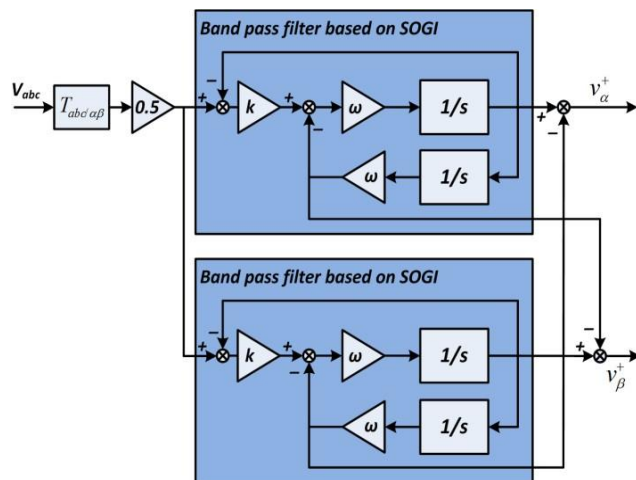 Band pass filter based on SOGI
V_abc
T_abc/αβ
0.5
+
−
k
+
−
ω
1/s
ω
1/s
+
−
v_α^+
Band pass filter based on SOGI
+
−
k
+
−
ω
1/s
ω
1/s
+
−
v_β^+